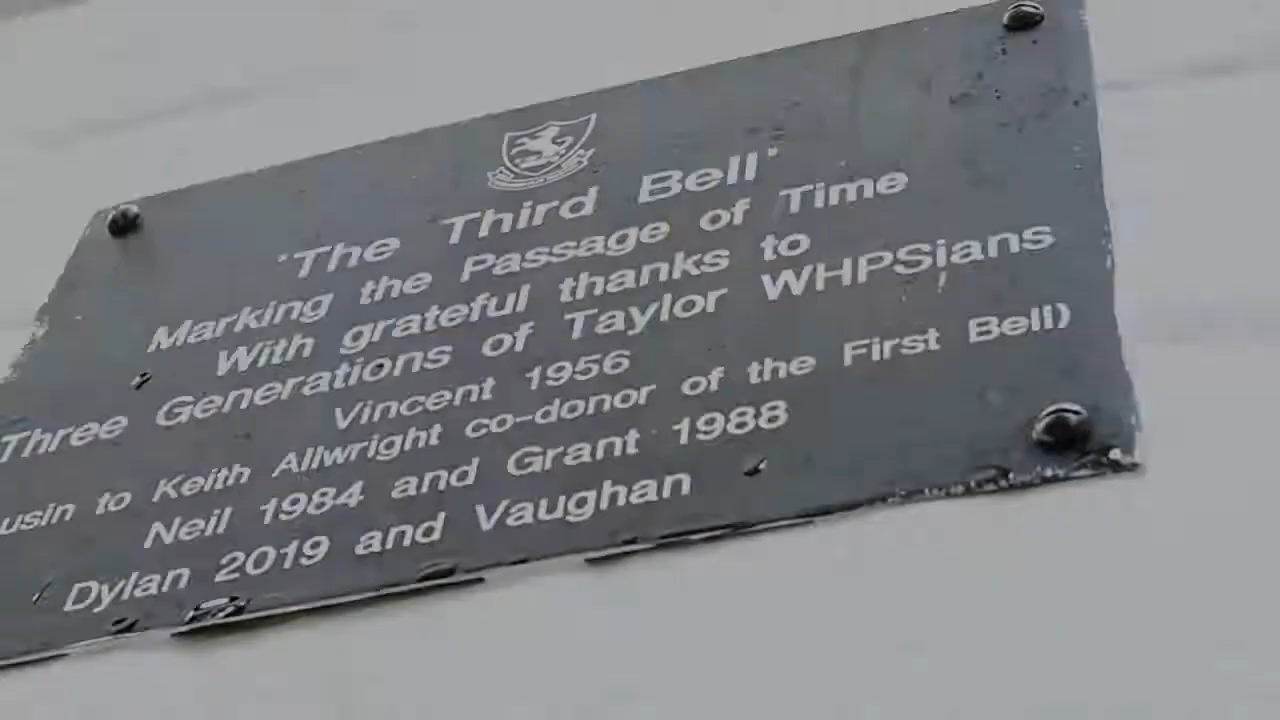 'The Third Bell'
Marking the Passage of Time
With grateful thanks to
Three Generations of Taylor WHPSians
Vincent 1956
usin to Keith Allwright co-donor of the First Bell)
Neil 1984 and Grant 1988
Dylan 2019 and Vaughan